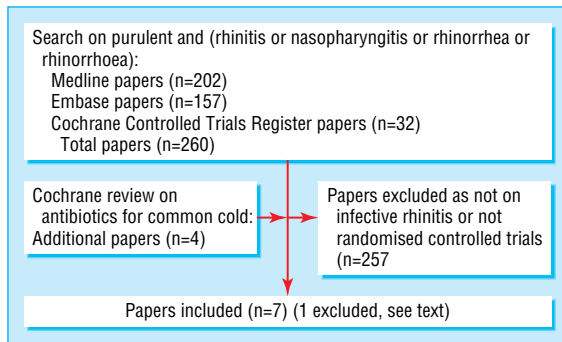 Search on purulent and (rhinitis or nasopharyngitis or rhinorrhea or
rhinorrhoea):
Medline papers (n=202)
Embase papers (n=157)
Cochrane Controlled Trials Register papers (n=32)
Total papers (n=260)
Cochrane review on
antibiotics for common cold:
Additional papers (n=4)
Papers excluded as not on
infective rhinitis or not
randomised controlled trials
(n=257
Papers included (n=7) (1 excluded, see text)